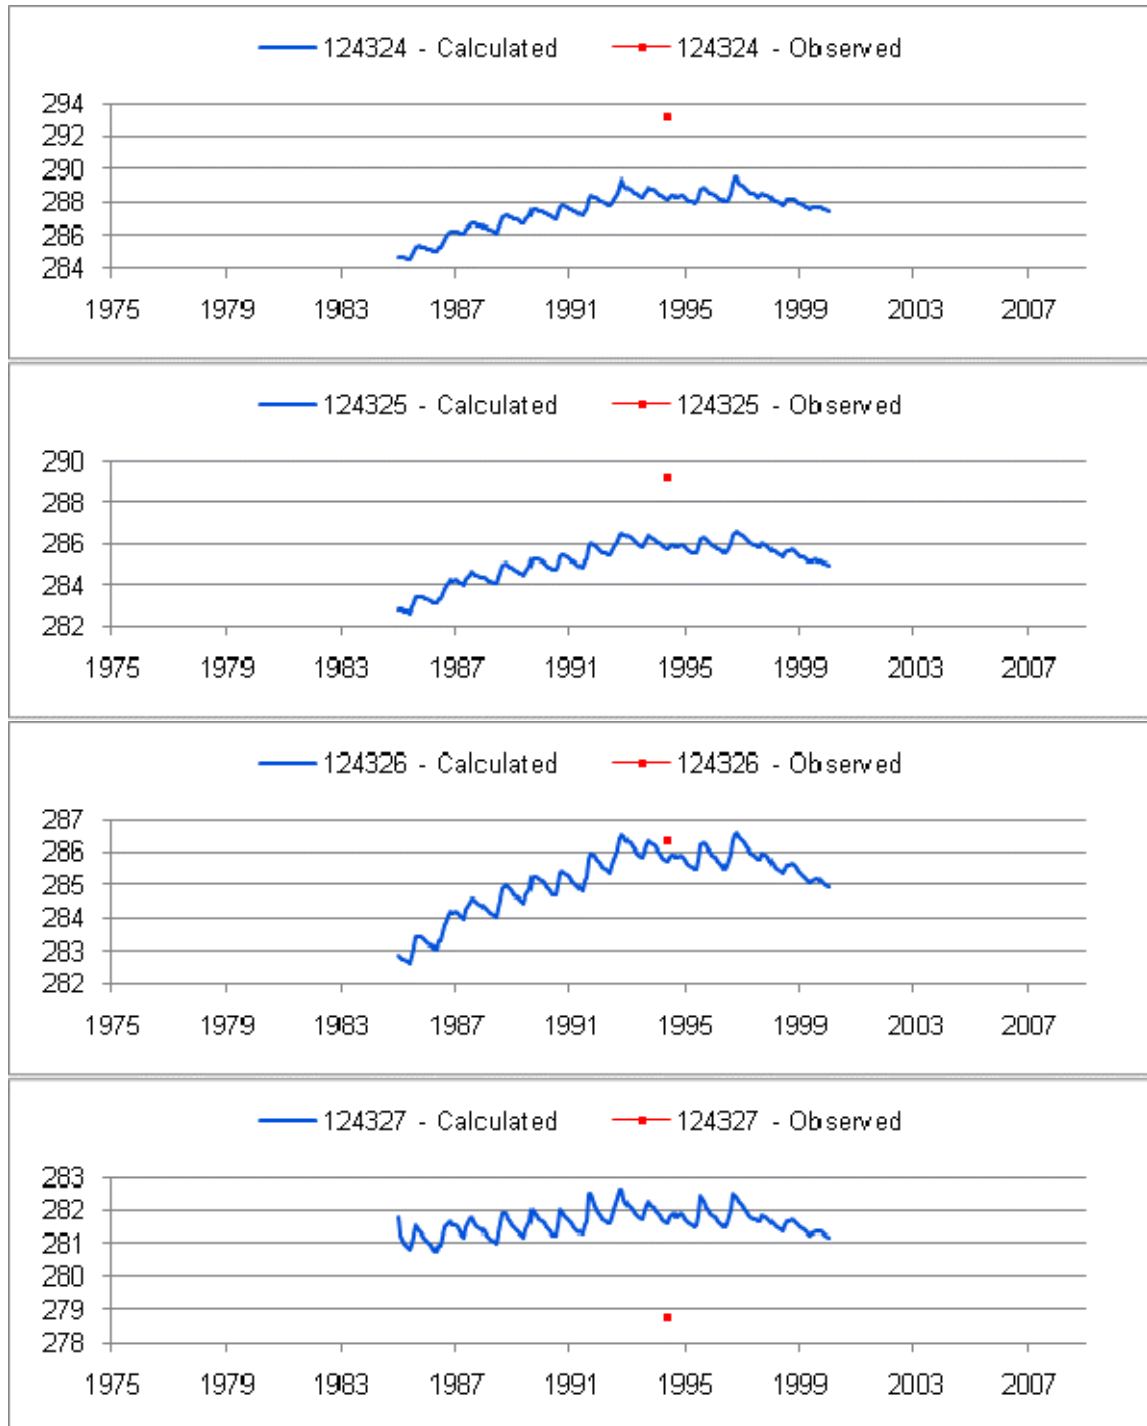 124324 - Calculated 124324 - Observed
294
292
290
288
286
284
1975 1979 1983 1987 1991 1995 1999 2003 2007
124325 - Calculated 124325 - Observed
290
288
286
284
282
1975 1979 1983 1987 1991 1995 1999 2003 2007
124326 - Calculated 124326 - Observed
287
286
285
284
283
282
1975 1979 1983 1987 1991 1995 1999 2003 2007
124327 - Calculated 124327 - Observed
283
282
281
280
279
278
1975 1979 1983 1987 1991 1995 1999 2003 2007